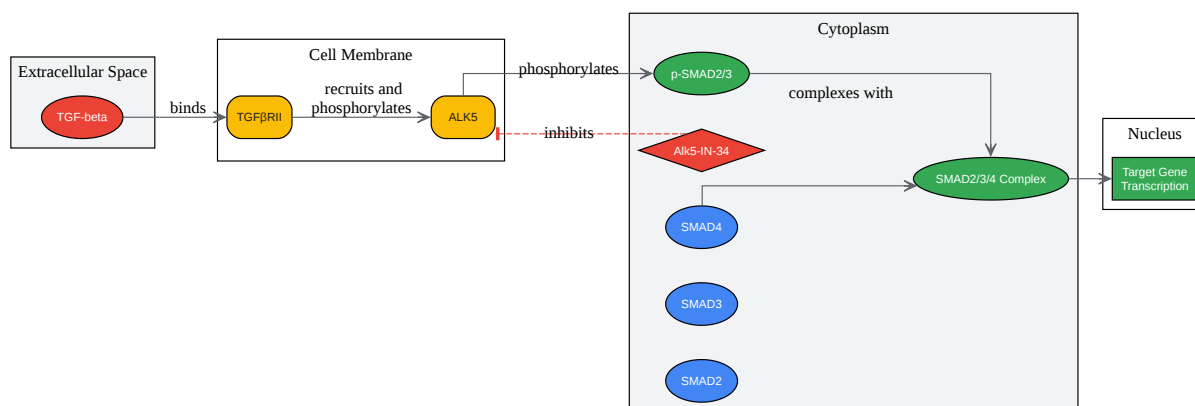 Extracellular Space
TGF-beta
binds
Cell Membrane
TGFβRII
recruits and
phosphorylates
ALK5
phosphorylates
inhibits
Cytoplasm
p-SMAD2/3
complexes with
Alk5-IN-34
SMAD2/3/4 Complex
SMAD4
SMAD3
SMAD2
Nucleus
Target Gene
Transcription